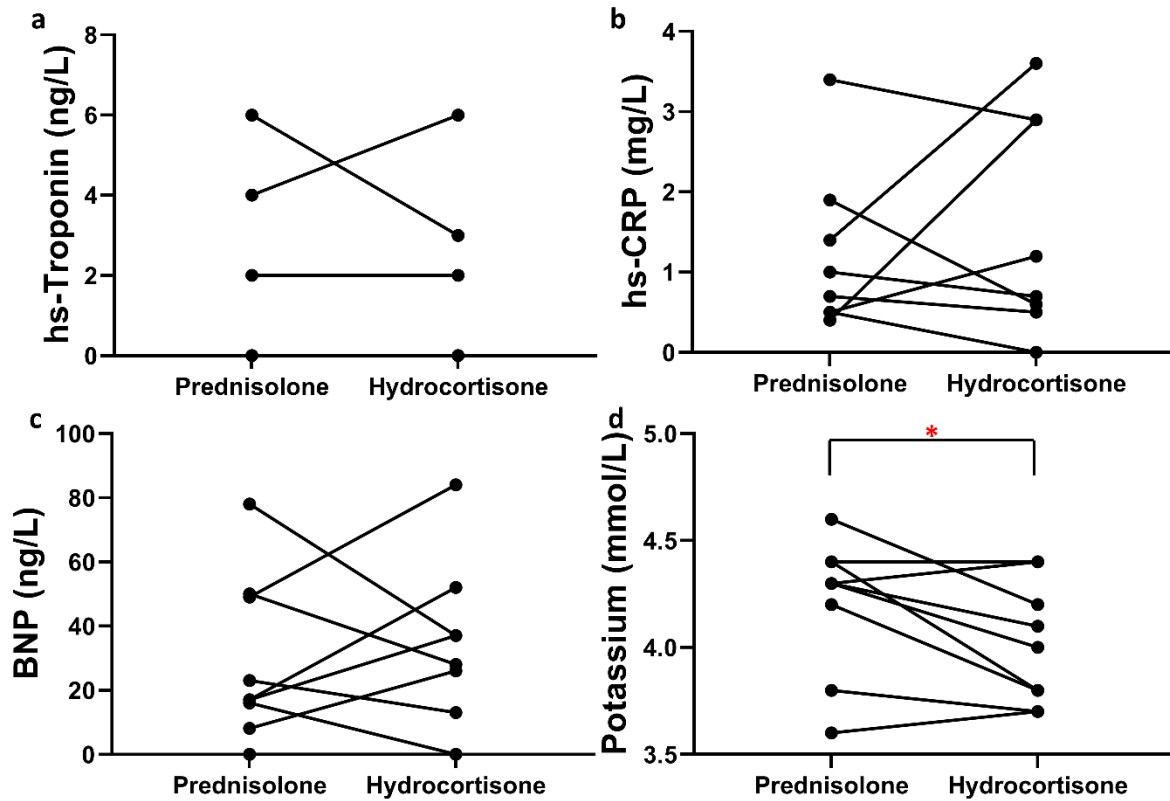 a
hs-Troponin (ng/L)
8
6
4
2
0
Prednisolone Hydrocortisone
b
hs-CRP (mg/L)
4
3
2
1
0
Prednisolone Hydrocortisone
c
BNP (ng/L)
100
80
60
40
20
0
Prednisolone Hydrocortisone
d
Potassium (mmol/L)
5.0
4.5
4.0
3.5
*
Prednisolone Hydrocortisone